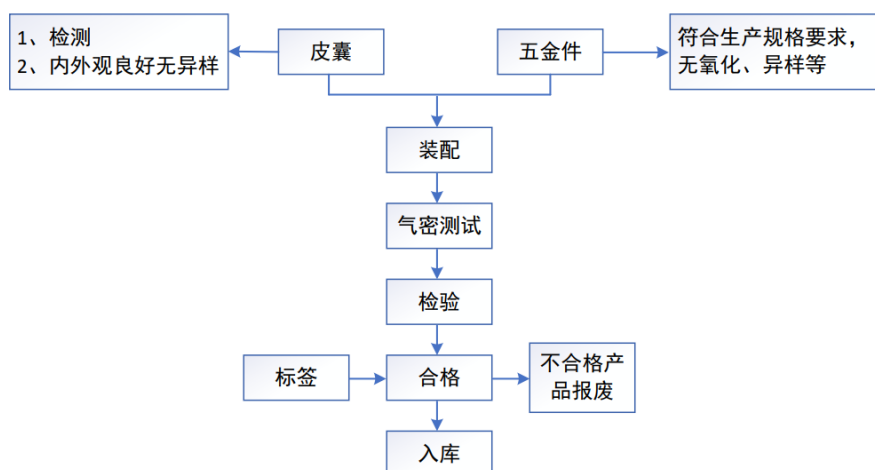 1、检测
2、内外观良好无异样
皮囊
五金件
符合生产规格要求，
无氧化、异样等
装配
气密测试
检验
标签
合格
不合格产
品报废
入库